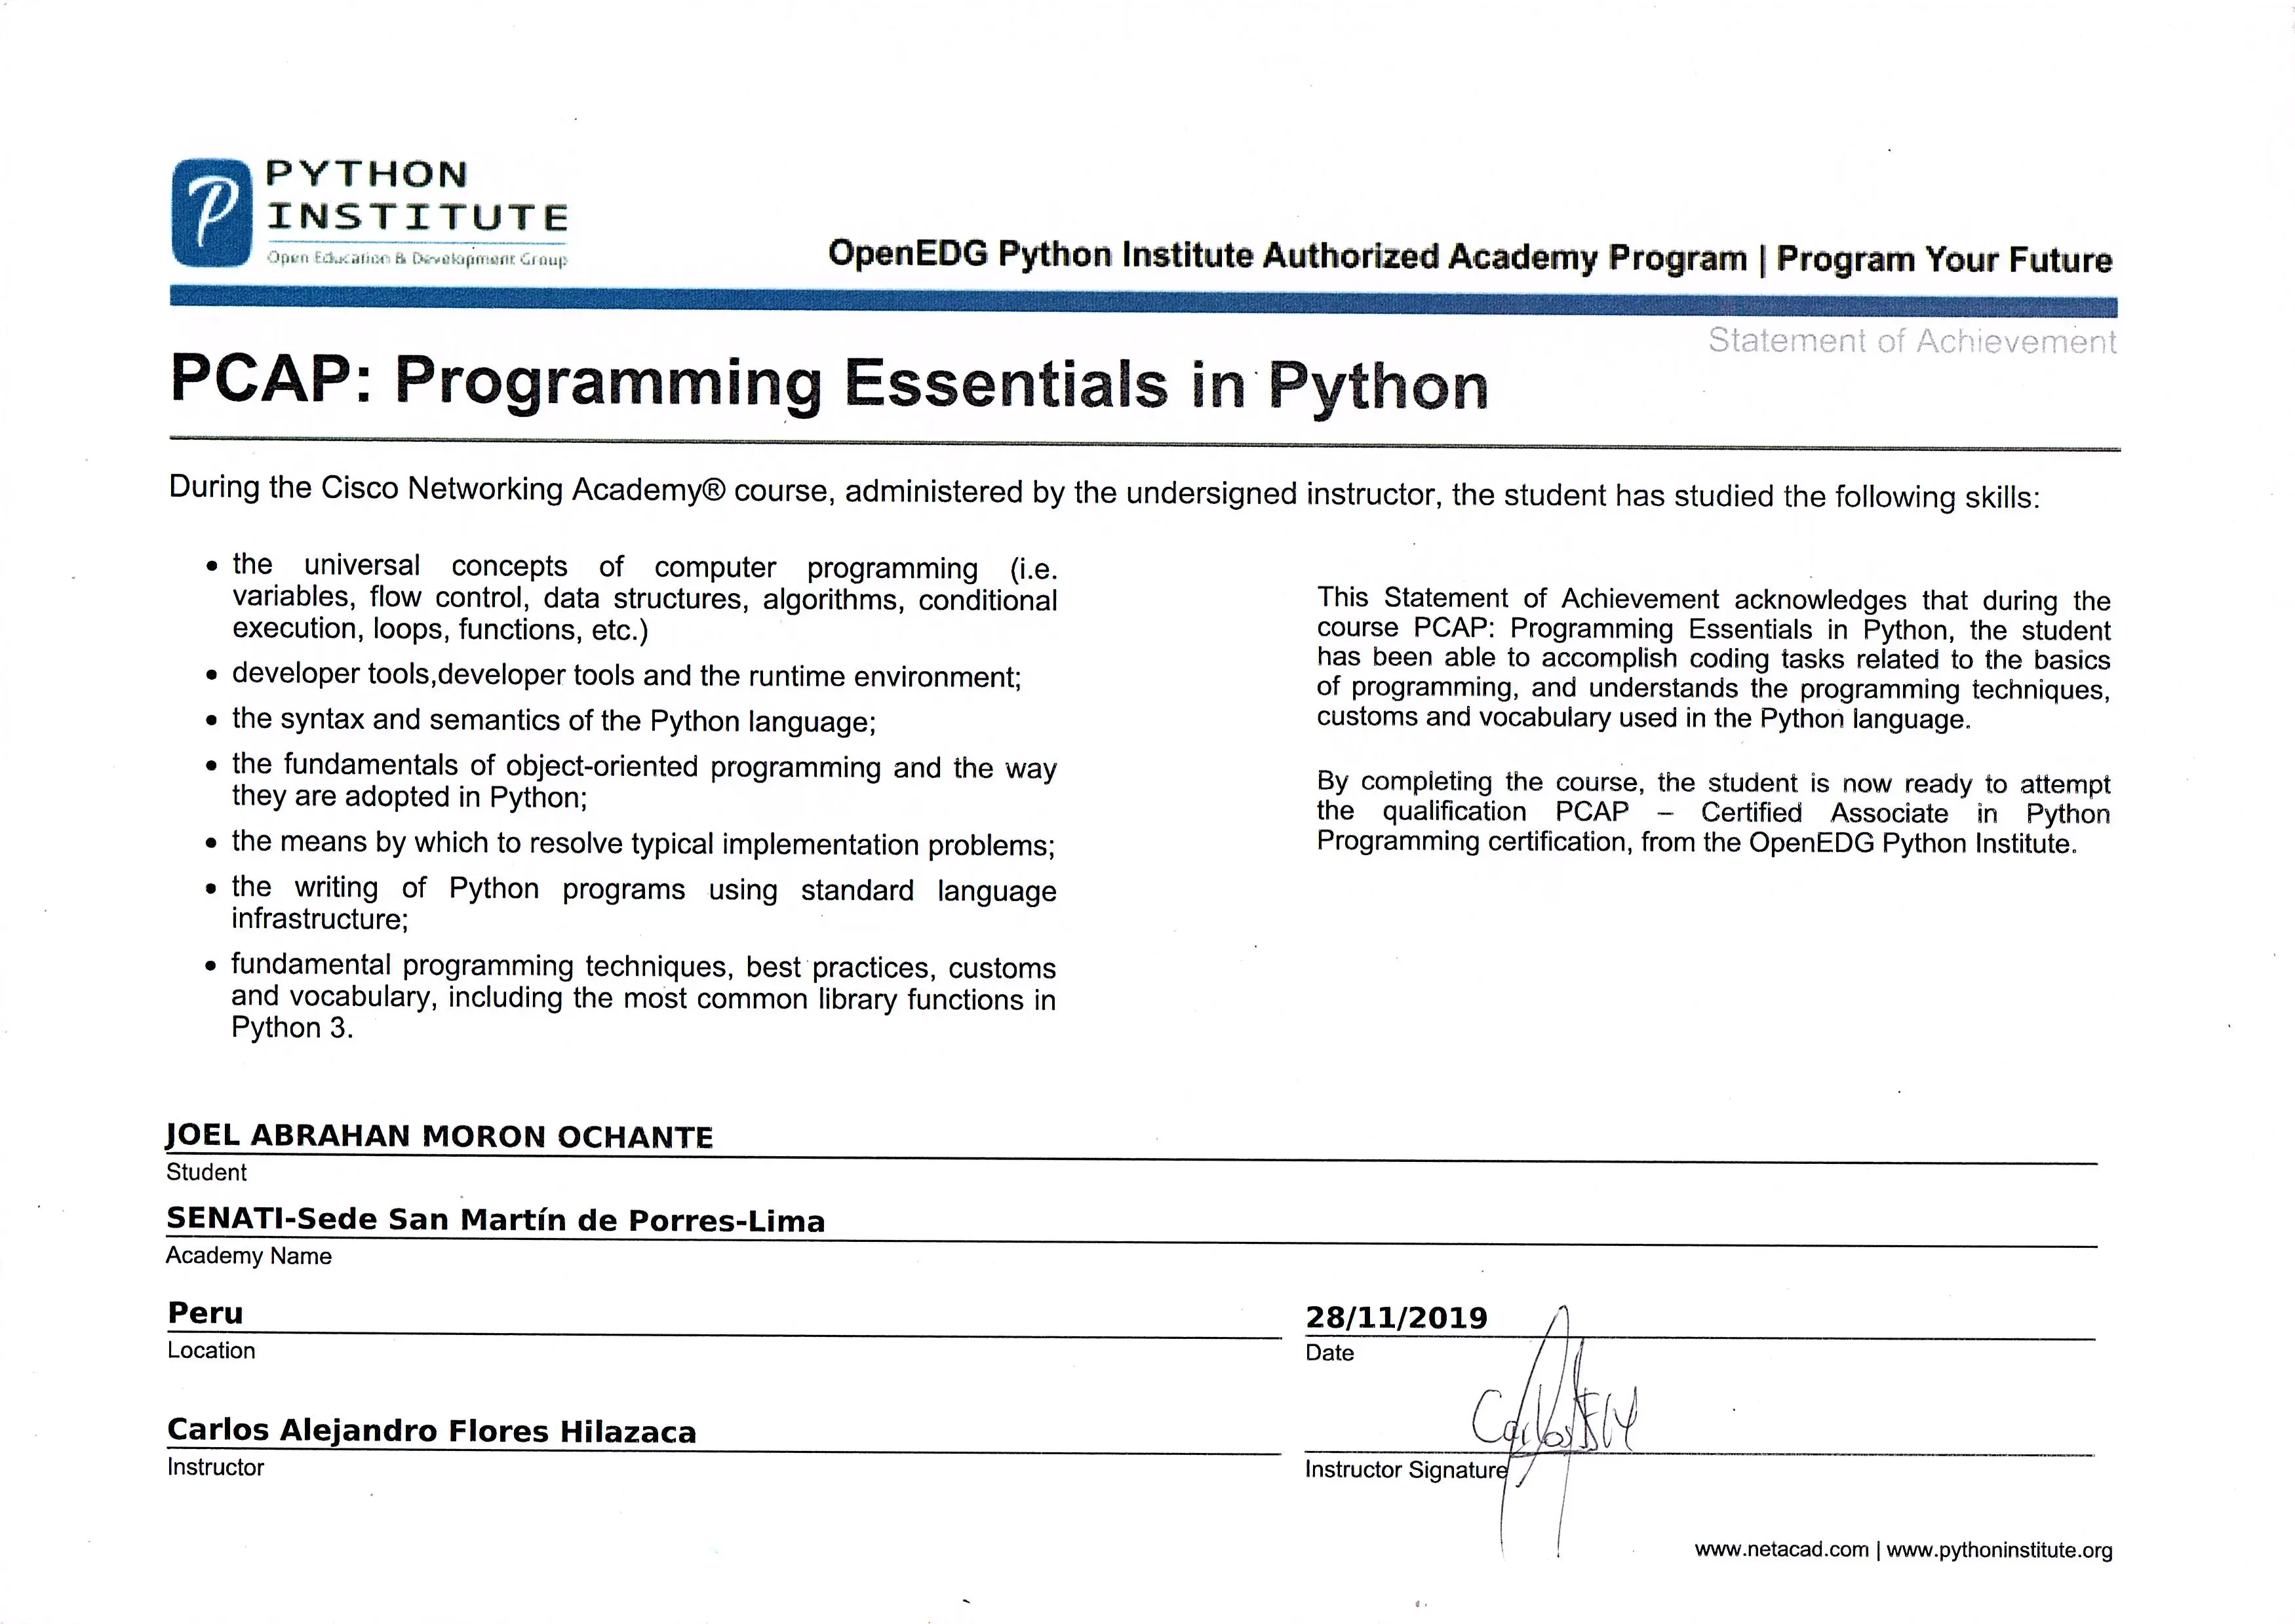 PYTHON
INSTITUTE
Open Education & Development Group
OpenEDG Python Institute Authorized Academy Program | Program Your Future
Statement of Achievement
PCAP: Programming Essentials in Python
During the Cisco Networking Academy® course, administered by the undersigned instructor, the student has studied the following skills:
• the universal concepts of computer programming (i.e.
variables, flow control, data structures, algorithms, conditional
execution, loops, functions, etc.)
• developer tools,developer tools and the runtime environment;
• the syntax and semantics of the Python language;
• the fundamentals of object-oriented programming and the way
they are adopted in Python;
• the means by which to resolve typical implementation problems;
• the writing of Python programs using standard language
infrastructure;
• fundamental programming techniques, best practices, customs
and vocabulary, including the most common library functions in
Python 3.
This Statement of Achievement acknowledges that during the
course PCAP: Programming Essentials in Python, the student
has been able to accomplish coding tasks related to the basics
of programming, and understands the programming techniques,
customs and vocabulary used in the Python language.
By completing the course, the student is now ready to attempt
the qualification PCAP – Certified Associate in Python
Programming certification, from the OpenEDG Python Institute.
JOEL ABRAHAN MORON OCHANTE
Student
SENATI-Sede San Martín de Porres-Lima
Academy Name
Peru
Location
28/11/2019
Date
Carlos Alejandro Flores Hilazaca
Instructor
Carlos
Instructor Signature
www.netacad.com | www.pythoninstitute.org